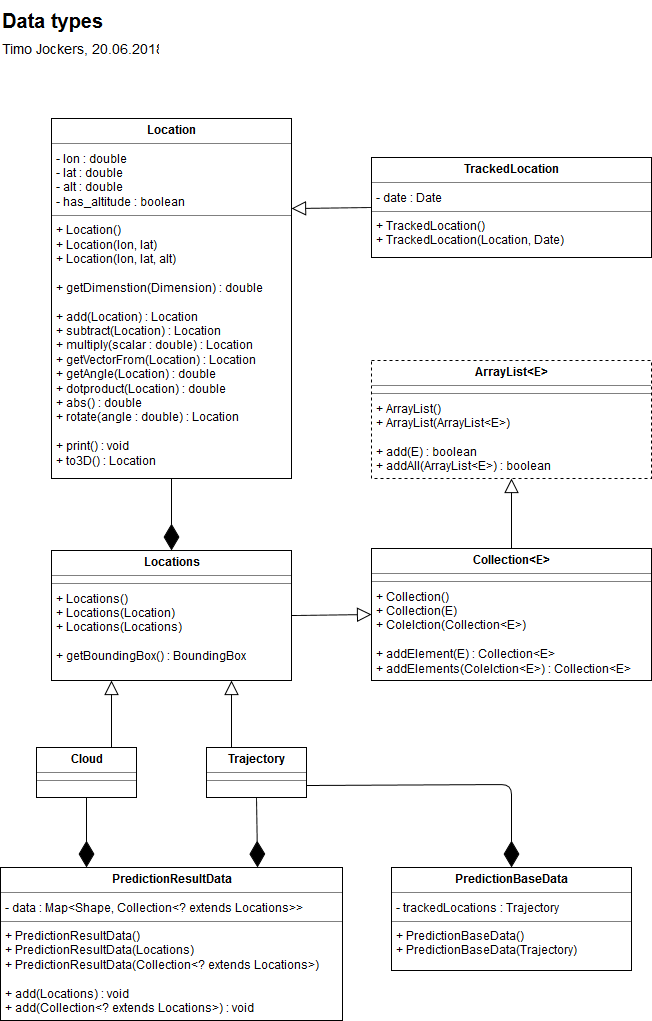 Data types
Timo Jockers, 20.06.2018
Location
- lon : double
- lat : double
- alt : double
- has_altitude : boolean
+ Location()
+ Location(lon, lat)
+ Location(lon, lat, alt)
+ getDimenstion(Dimension) : double
+ add(Location) : Location
+ subtract(Location) : Location
+ multiply(scalar : double) : Location
+ getVectorFrom(Location) : Location
+ getAngle(Location) : double
+ dotproduct(Location) : double
+ abs() : double
+ rotate(angle : double) : Location
+ print() : void
+ to3D() : Location
TrackedLocation
- date : Date
+ TrackedLocation()
+ TrackedLocation(Location, Date)
ArrayList<E>
+ ArrayList()
+ ArrayList(ArrayList<E>)
+ add(E) : boolean
+ addAll(ArrayList<E>) : boolean
Locations
+ Locations()
+ Locations(Location)
+ Locations(Locations)
+ getBoundingBox() : BoundingBox
Collection<E>
+ Collection()
+ Collection(E)
+ Colelction(Collection<E>)
+ addElement(E) : Collection<E>
+ addElements(Colelction<E>) : Collection<E>
Cloud
Trajectory
PredictionResultData
- data : Map<Shape, Collection<? extends Locations>>
+ PredictionResultData()
+ PredictionResultData(Locations)
+ PredictionResultData(Collection<? extends Locations>)
+ add(Locations) : void
+ add(Collection<? extends Locations>) : void
PredictionBaseData
- trackedLocations : Trajectory
+ PredictionBaseData()
+ PredictionBaseData(Trajectory)